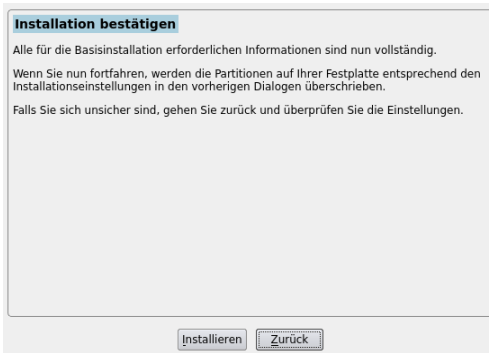 Installation bestätigen
Alle für die Basisinstallation erforderlichen Informationen sind nun vollständig.
Wenn Sie nun fortfahren, werden die Partitionen auf Ihrer Festplatte entsprechend den
Installationseinstellungen in den vorherigen Dialogen überschrieben.
Falls Sie sich unsicher sind, gehen Sie zurück und überprüfen Sie die Einstellungen.
Installieren
Zurück